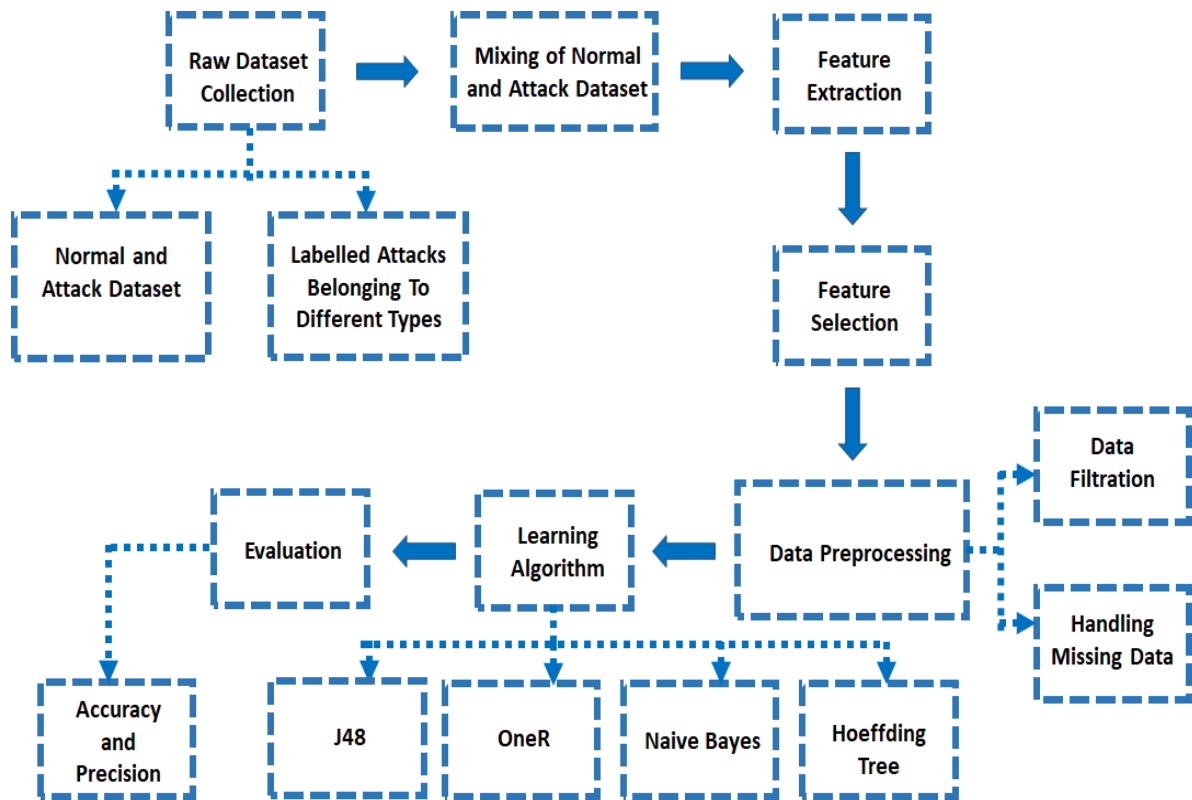 Raw Dataset
Collection
Mixing of Normal
and Attack Dataset
Feature
Extraction
Normal and
Attack Dataset
Labelled Attacks
Belonging To
Different Types
Feature
Selection
Data
Filtration
Evaluation
Learning
Algorithm
Data Preprocessing
Handling
Missing Data
Accuracy
and
Precision
J48
OneR
Naive Bayes
Hoeffding
Tree